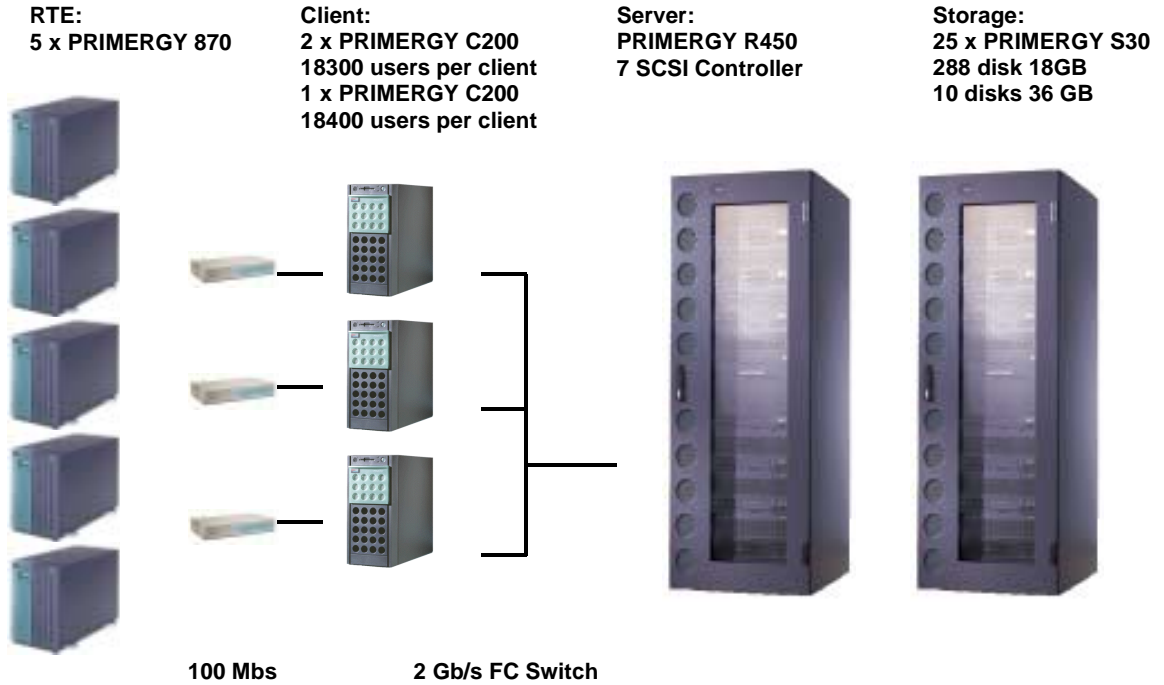 RTE:
5 x PRIMERGY 870
Client:
2 x PRIMERGY C200
18300 users per client
1 x PRIMERGY C200
18400 users per client
Server:
PRIMERGY R450
7 SCSI Controller
Storage:
25 x PRIMERGY S30
288 disk 18GB
10 disks 36 GB
100 Mbs
2 Gb/s FC Switch